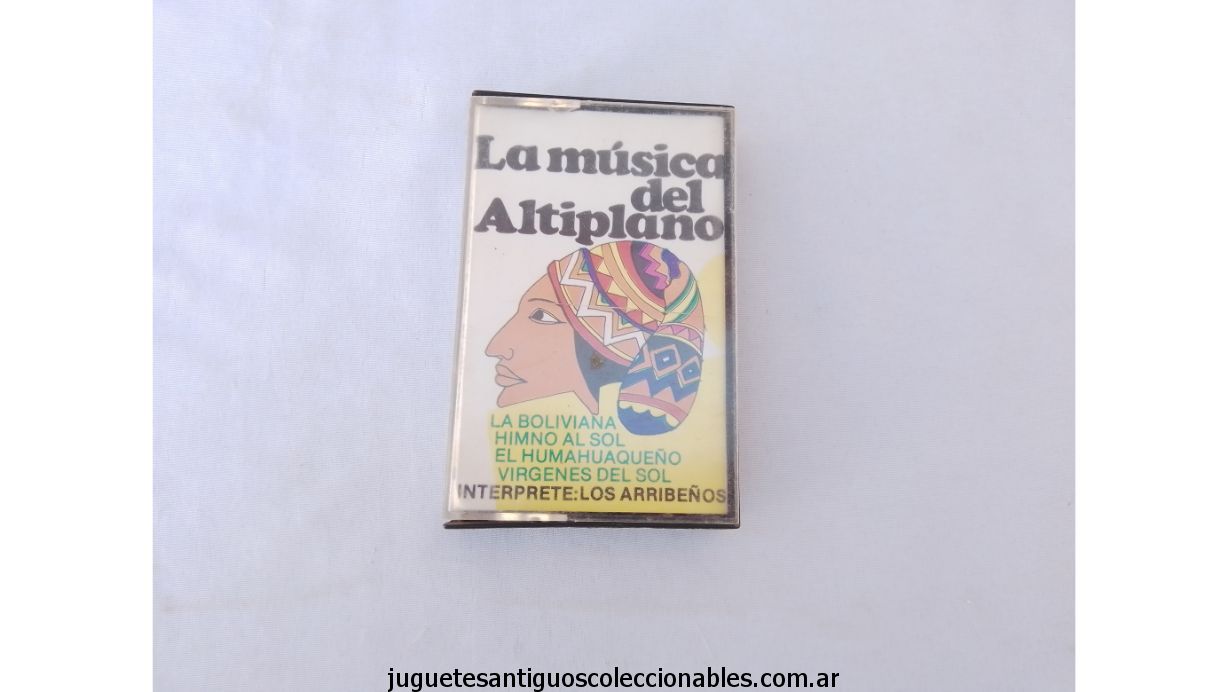 La música
del
Altiplano
LA BOLIVIANA
HIMNO AL SOL
EL HUMAHUAQUEÑO
VIRGENES DEL SOL
INTERPRETE:LOS ARRIBEÑOS
juguetesantiguoscoleccionables.com.ar